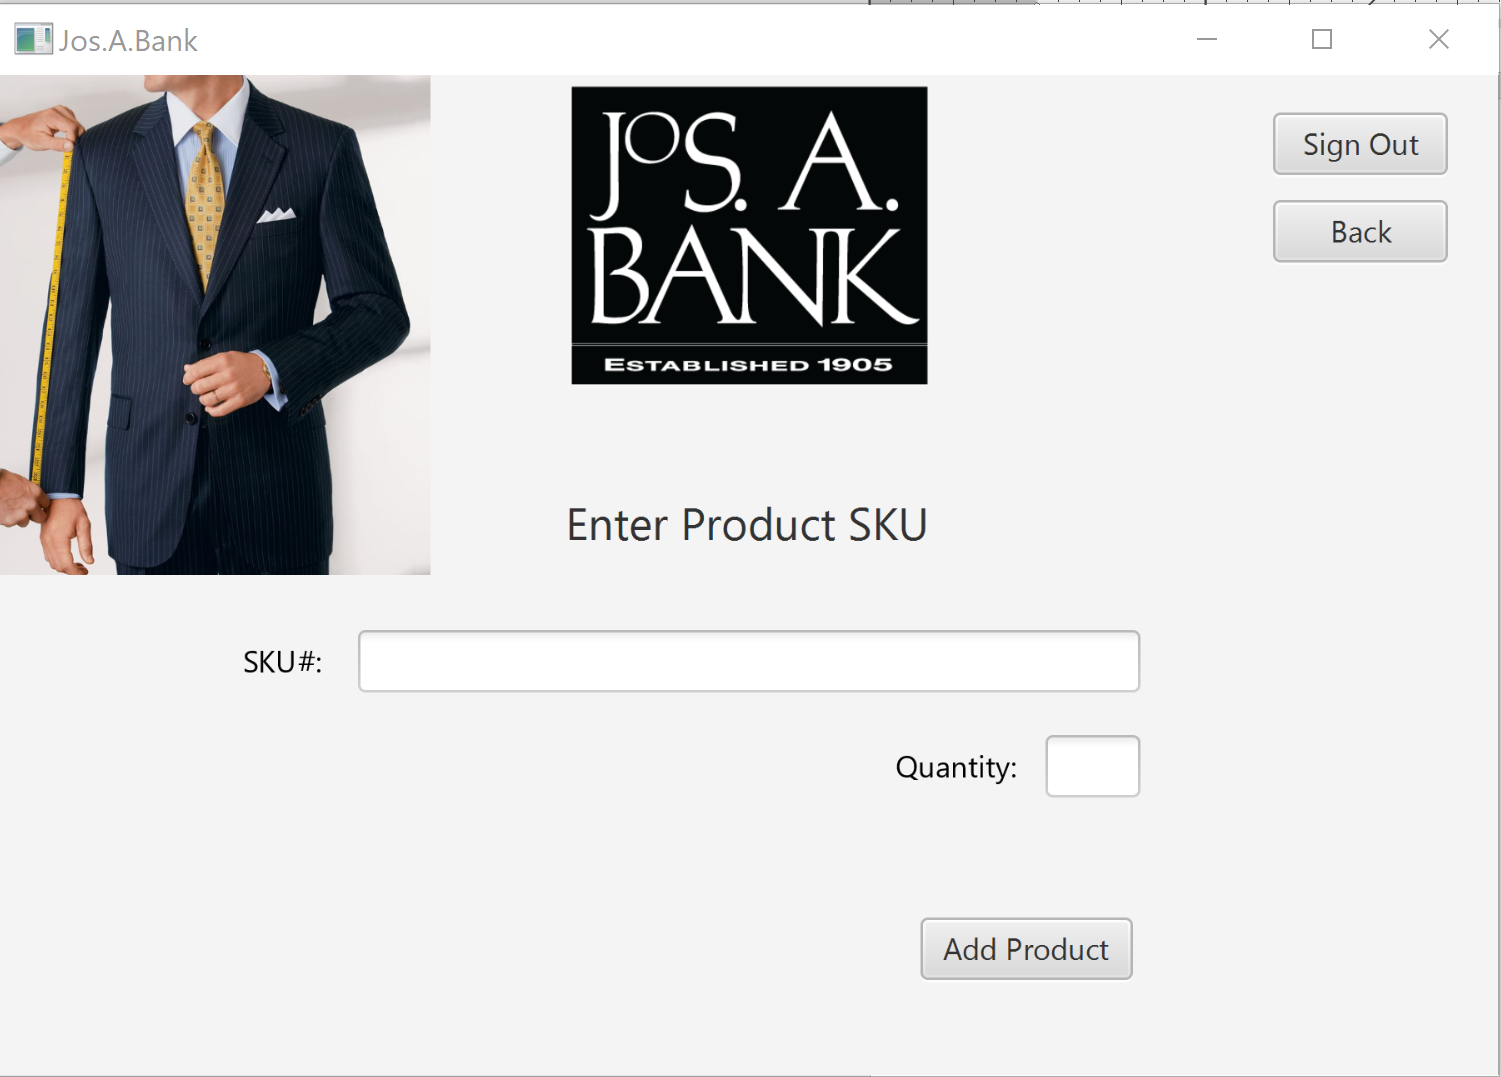 Jos.A.Bank
Sign Out
Back
JOS. A.
BANK
ESTABLISHED 1905
Enter Product SKU
SKU#:
Quantity:
Add Product